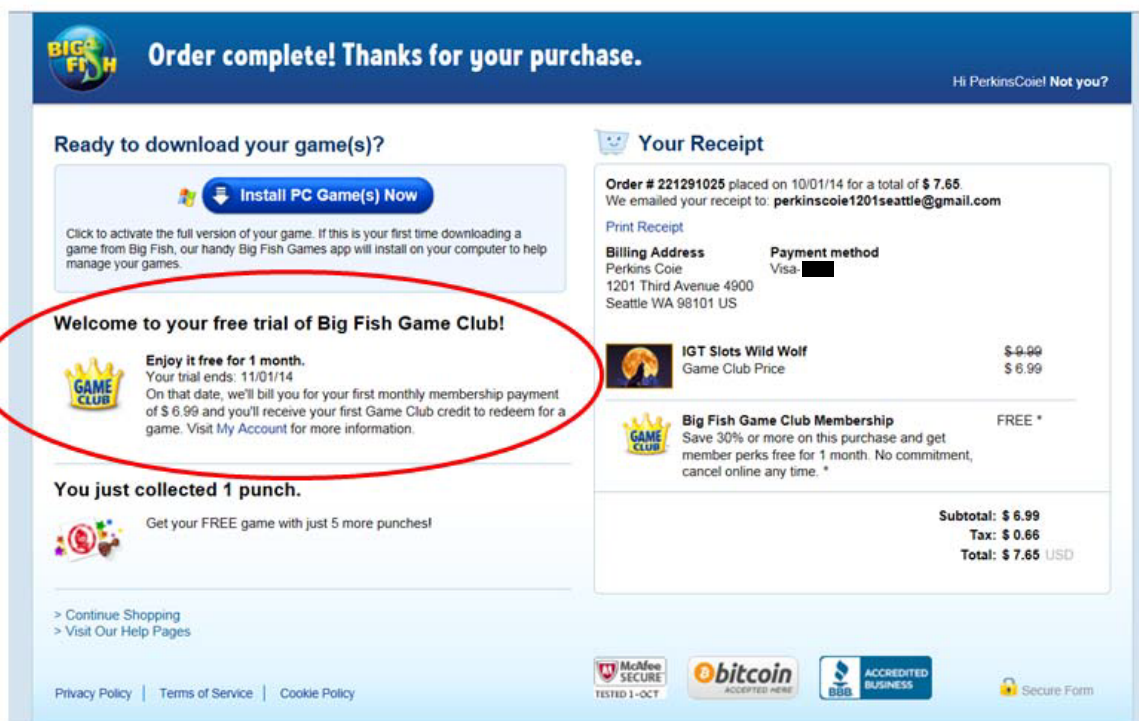 BIG FISH
Order complete! Thanks for your purchase.
Hi PerkinsCoie! Not you?
Ready to download your game(s)?
Install PC Game(s) Now
Click to activate the full version of your game. If this is your first time downloading a
game from Big Fish, our handy Big Fish Games app will install on your computer to help
manage your games.
Welcome to your free trial of Big Fish Game Club!
GAME
CLUB
Enjoy it free for 1 month.
Your trial ends: 11/01/14
On that date, we'll bill you for your first monthly membership payment
of $ 6.99 and you'll receive your first Game Club credit to redeem for a
game. Visit My Account for more information.
You just collected 1 punch.
Get your FREE game with just 5 more punches!
> Continue Shopping
> Visit Our Help Pages
Privacy Policy | Terms of Service | Cookie Policy
Your Receipt
Order # 221291025 placed on 10/01/14 for a total of $ 7.65.
We emailed your receipt to: perkinscoie1201seattle@gmail.com
Print Receipt
Billing Address
Perkins Coie
1201 Third Avenue 4900
Seattle WA 98101 US
Payment method
Visa-
IGT Slots Wild Wolf $ 9.99
Game Club Price $ 6.99
GAME
CLUB
Big Fish Game Club Membership FREE *
Save 30% or more on this purchase and get
member perks free for 1 month. No commitment,
cancel online any time. *
Subtotal: $ 6.99
Tax: $ 0.66
Total: $ 7.65 USD
McAfee
SECURE
TESTED 1-OCT
bitcoin
ACCEPTED HERE
BBB
ACCREDITED
BUSINESS
Secure Form